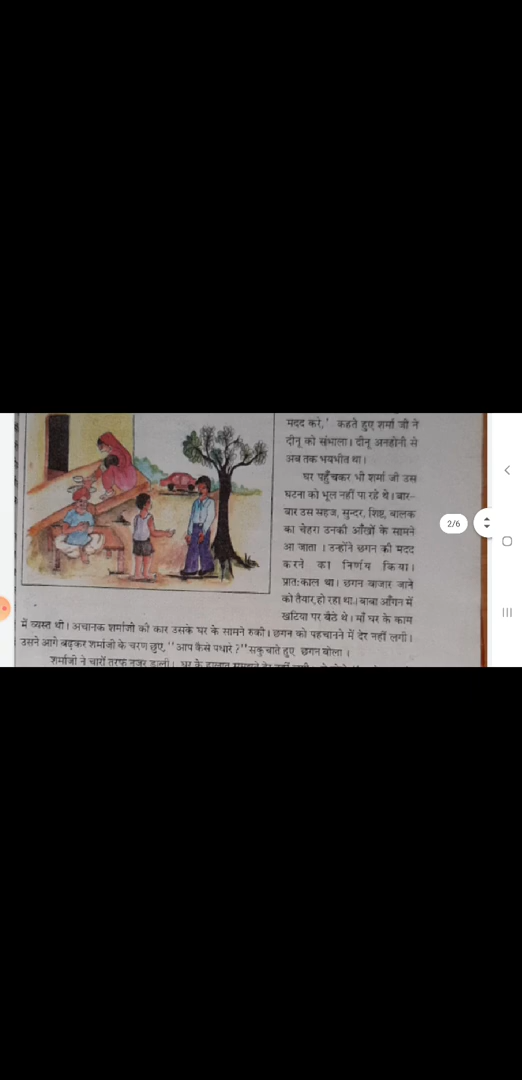 मदद करे,' कहते हुए शर्मा जी ने
दीनू को संभाला। दीनू अनहोनी से
अब तक भयभीत था।
घर पहुँचकर भी शर्मा जी उस
घटना को भूल नहीं पा रहे थे। बार-
बार उस सहज, सुन्दर, शिष्ट, बालक
का चेहरा उनकी आँखों के सामने
आ जाता । उन्होंने छगन की मदद
करने का निर्णय किया।
प्रात:काल था। छगन बाजार जाने
को तैयार हो रहा था। बाबा आँगन में
खटिया पर बैठे थे। माँ घर के काम
में व्यस्त थी। अचानक शर्माजी की कार उसके घर के सामने रुकी। छगन को पहचानने में देर नहीं लगी।
उसने आगे बढ़कर शर्माजी के चरण छुए, ''आप कैसे पधारे ?'' सकुचाते हुए छगन बोला ।
शर्माजी ने चारों तरफ नजर डाली। घर के हालात
2/6